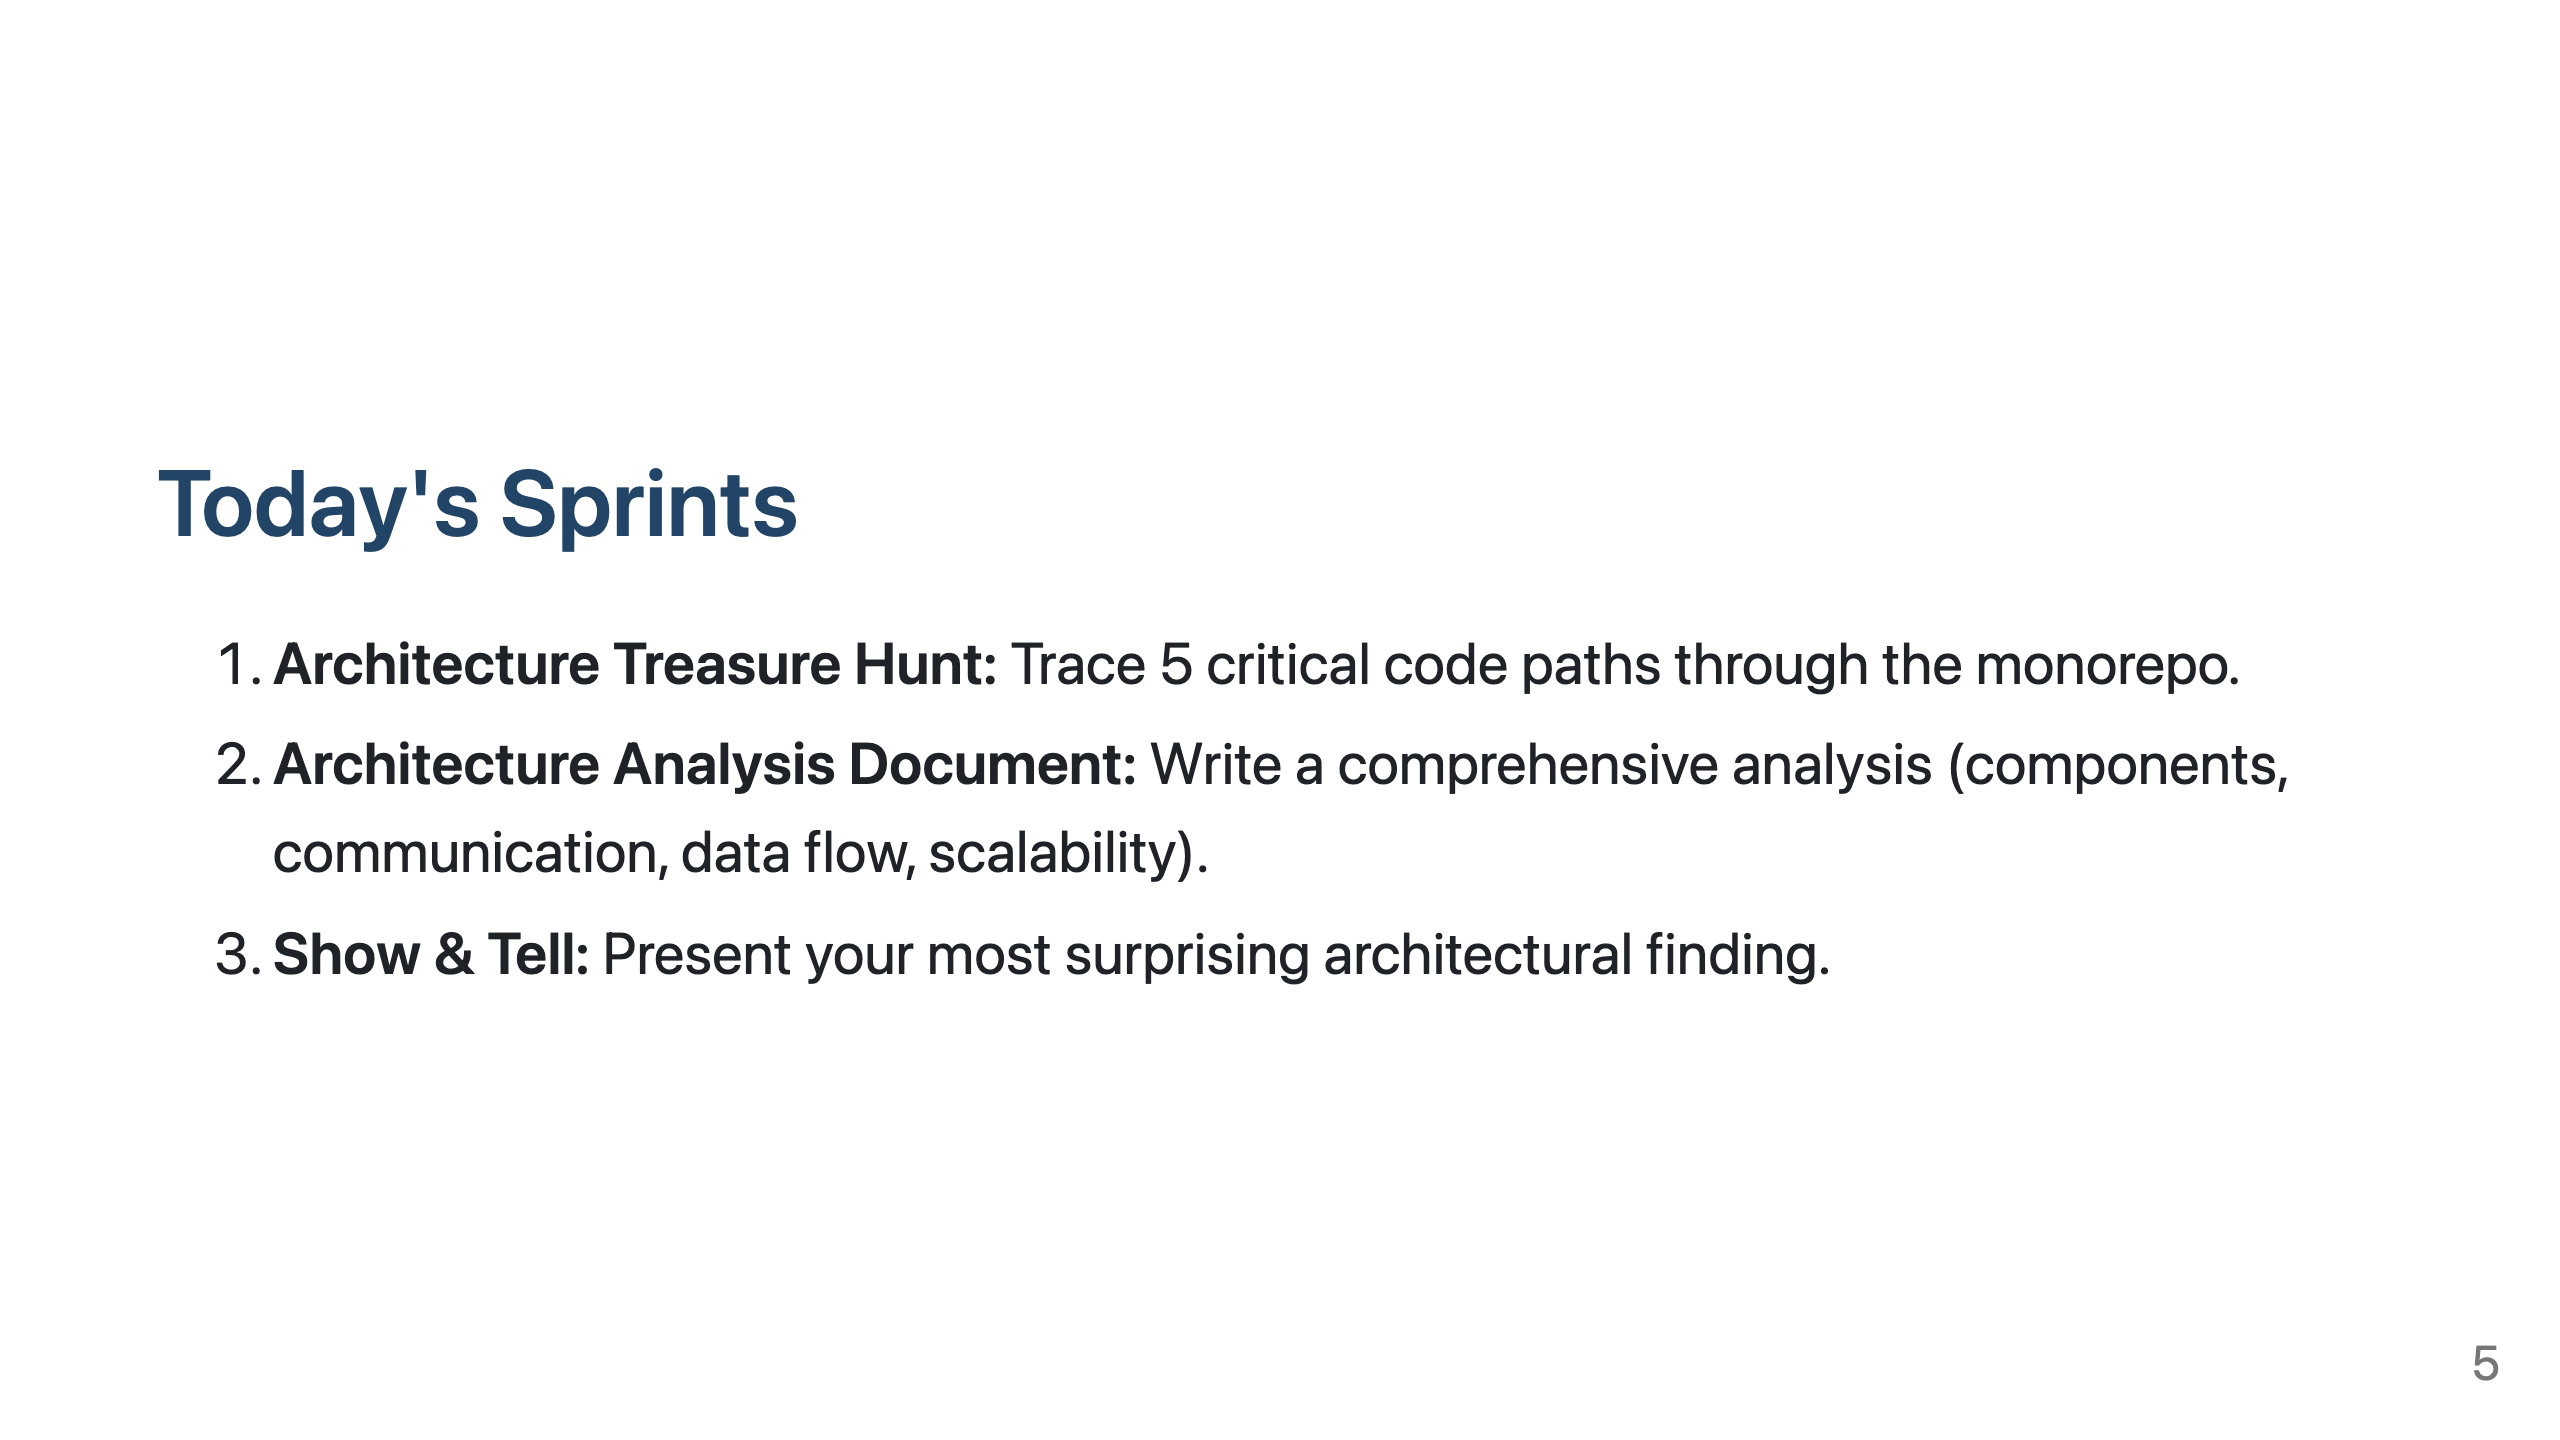 Today's Sprints
1. Architecture Treasure Hunt: Trace 5 critical code paths through the monorepo.
2. Architecture Analysis Document: Write a comprehensive analysis (components,
communication, data flow, scalability).
3. Show & Tell: Present your most surprising architectural finding.
5